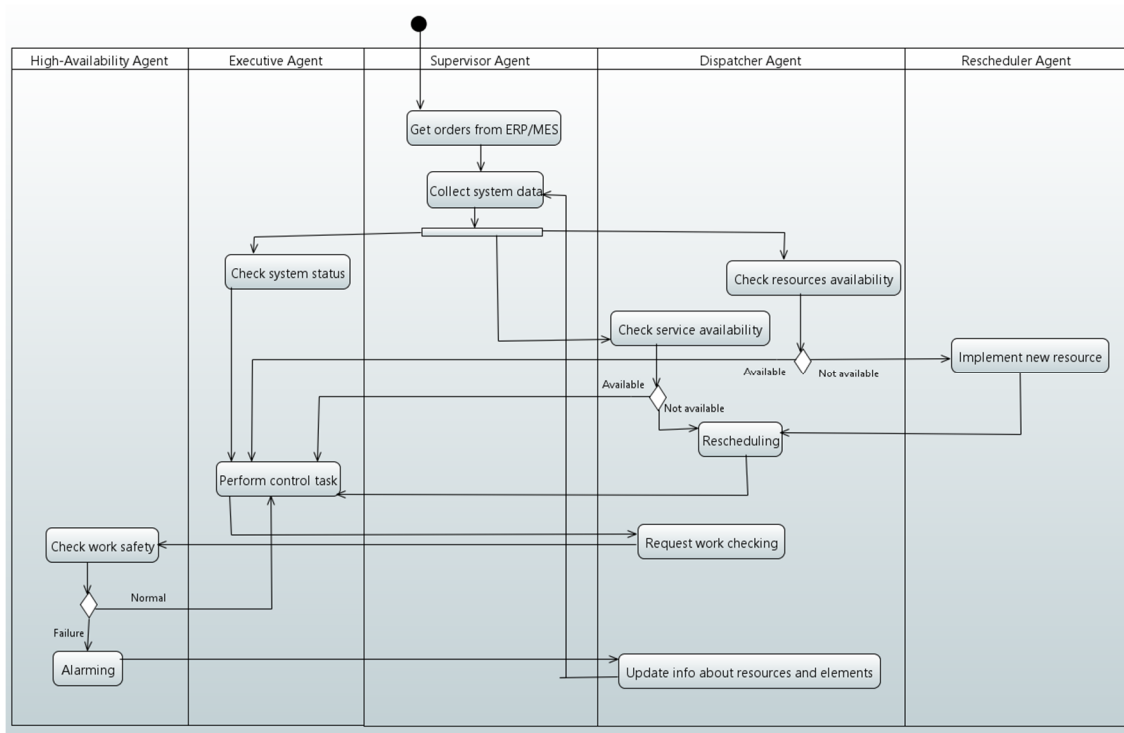 High-Availability Agent
Executive Agent
Supervisor Agent
Dispatcher Agent
Rescheduler Agent
Get orders from ERP/MES
Collect system data
Check system status
Check resources availability
Check service availability
Implement new resource
Available
Not available
Available
Not available
Rescheduling
Perform control task
Check work safety
Request work checking
Normal
Failure
Alarming
Update info about resources and elements